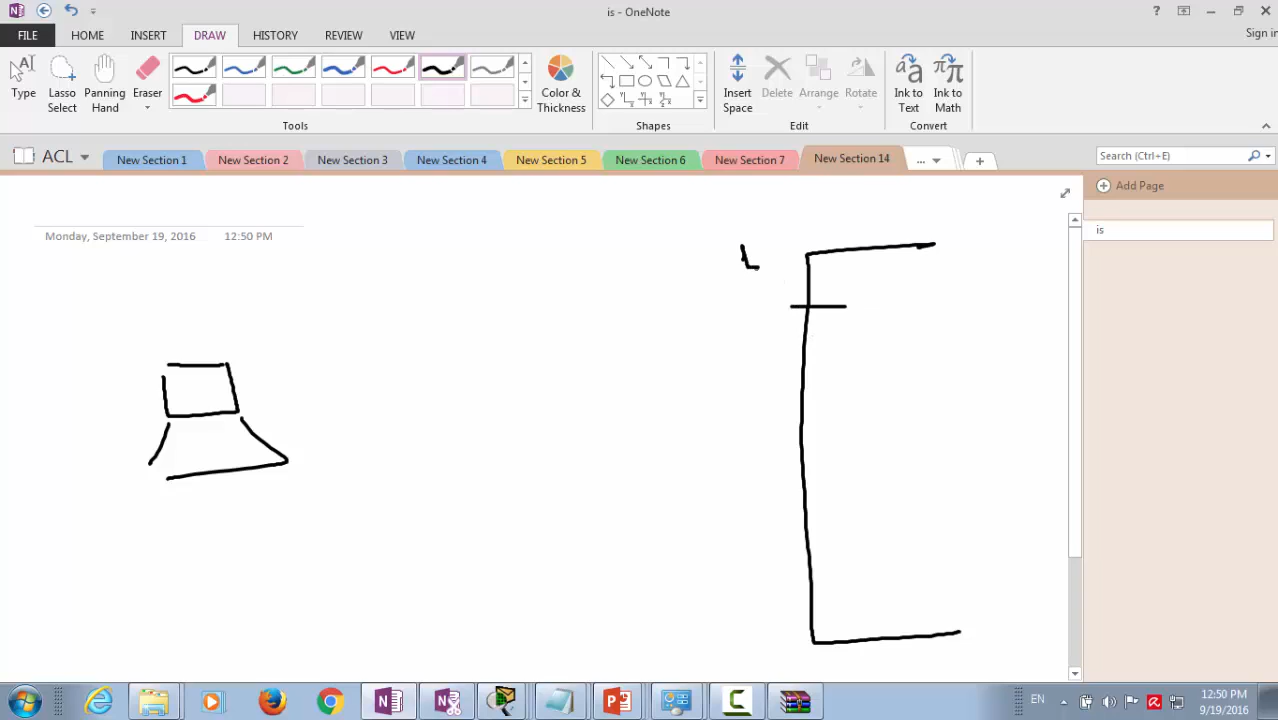 is - OneNote
FILE HOME INSERT DRAW HISTORY REVIEW VIEW Sign in
Type
Lasso Select
Panning Hand
Eraser
Color & Thickness
Insert Space
Delete
Arrange
Rotate
Ink to Text
Ink to Math
Tools Shapes Edit Convert
ACL New Section 1 New Section 2 New Section 3 New Section 4 New Section 5 New Section 6 New Section 7 New Section 14 ... Search (Ctrl+E)
Add Page
is
Monday, September 19, 2016 12:50 PM
EN 12:50 PM
9/19/2016